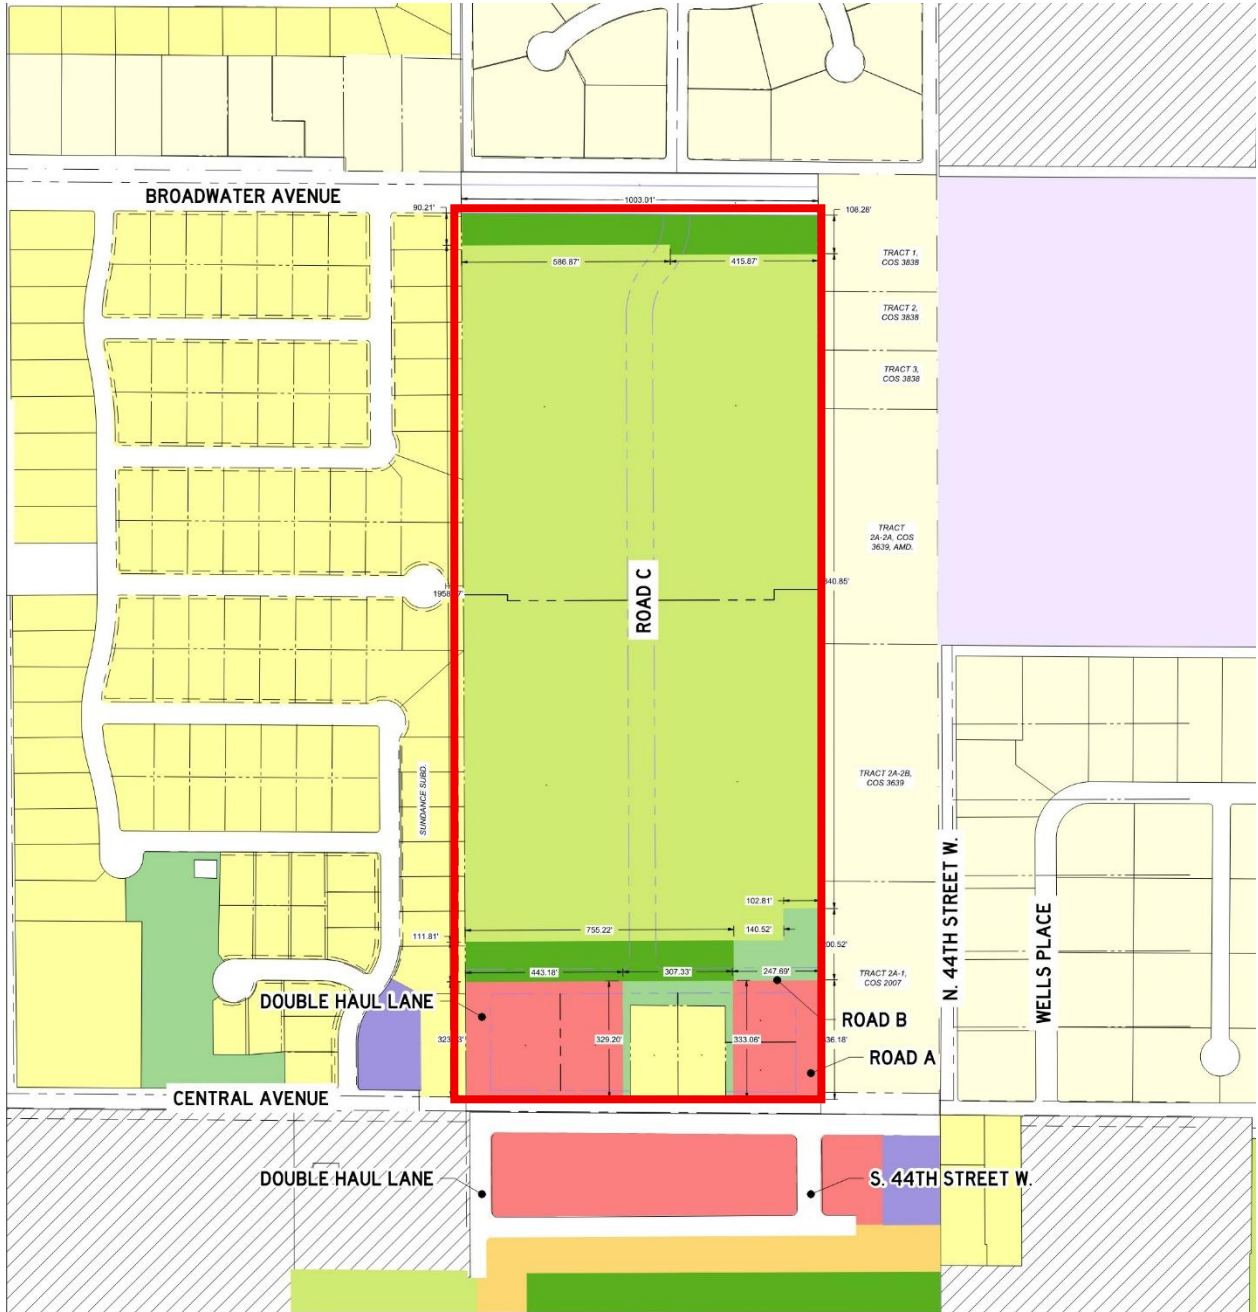 BROADWATER AVENUE
1003.01'
90.21'
108.28'
586.87'
415.87'
TRACT 1,
COS 3838
TRACT 2,
COS 3838
TRACT 3,
COS 3838
TRACT
2A-2A, COS
3639, AMD.
ROAD C
TRACT 2A-2B,
COS 3639
SUNDANCE SUBD.
N. 44TH STREET W.
WELLS PLACE
102.81'
755.22'
140.52'
111.81'
443.18'
307.33'
247.69'
TRACT 2A-1,
COS 2007
DOUBLE HAUL LANE
ROAD B
329.20'
333.06'
ROAD A
CENTRAL AVENUE
DOUBLE HAUL LANE
S. 44TH STREET W.